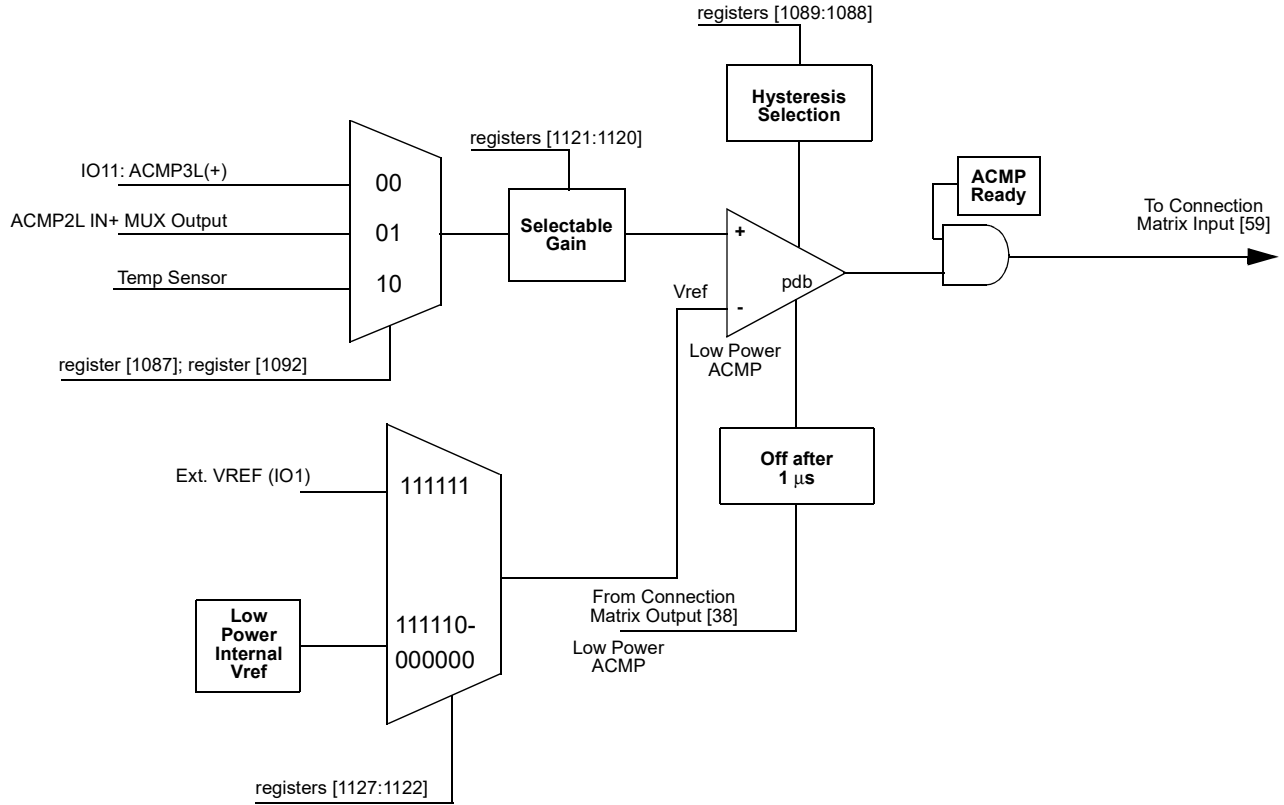 registers [1089:1088]
Hysteresis
Selection
registers [1121:1120]
IO11: ACMP3L(+)
00
ACMP Ready
ACMP2L IN+ MUX Output
01
Selectable
Gain
+
To Connection
Matrix Input [59]
Temp Sensor
10
pdb
Vref
-
Low Power
ACMP
register [1087]; register [1092]
Off after
1 μs
Ext. VREF (IO1)
111111
From Connection
Matrix Output [38]
Low Power
ACMP
Low
Power
Internal
Vref
111110-
000000
registers [1127:1122]